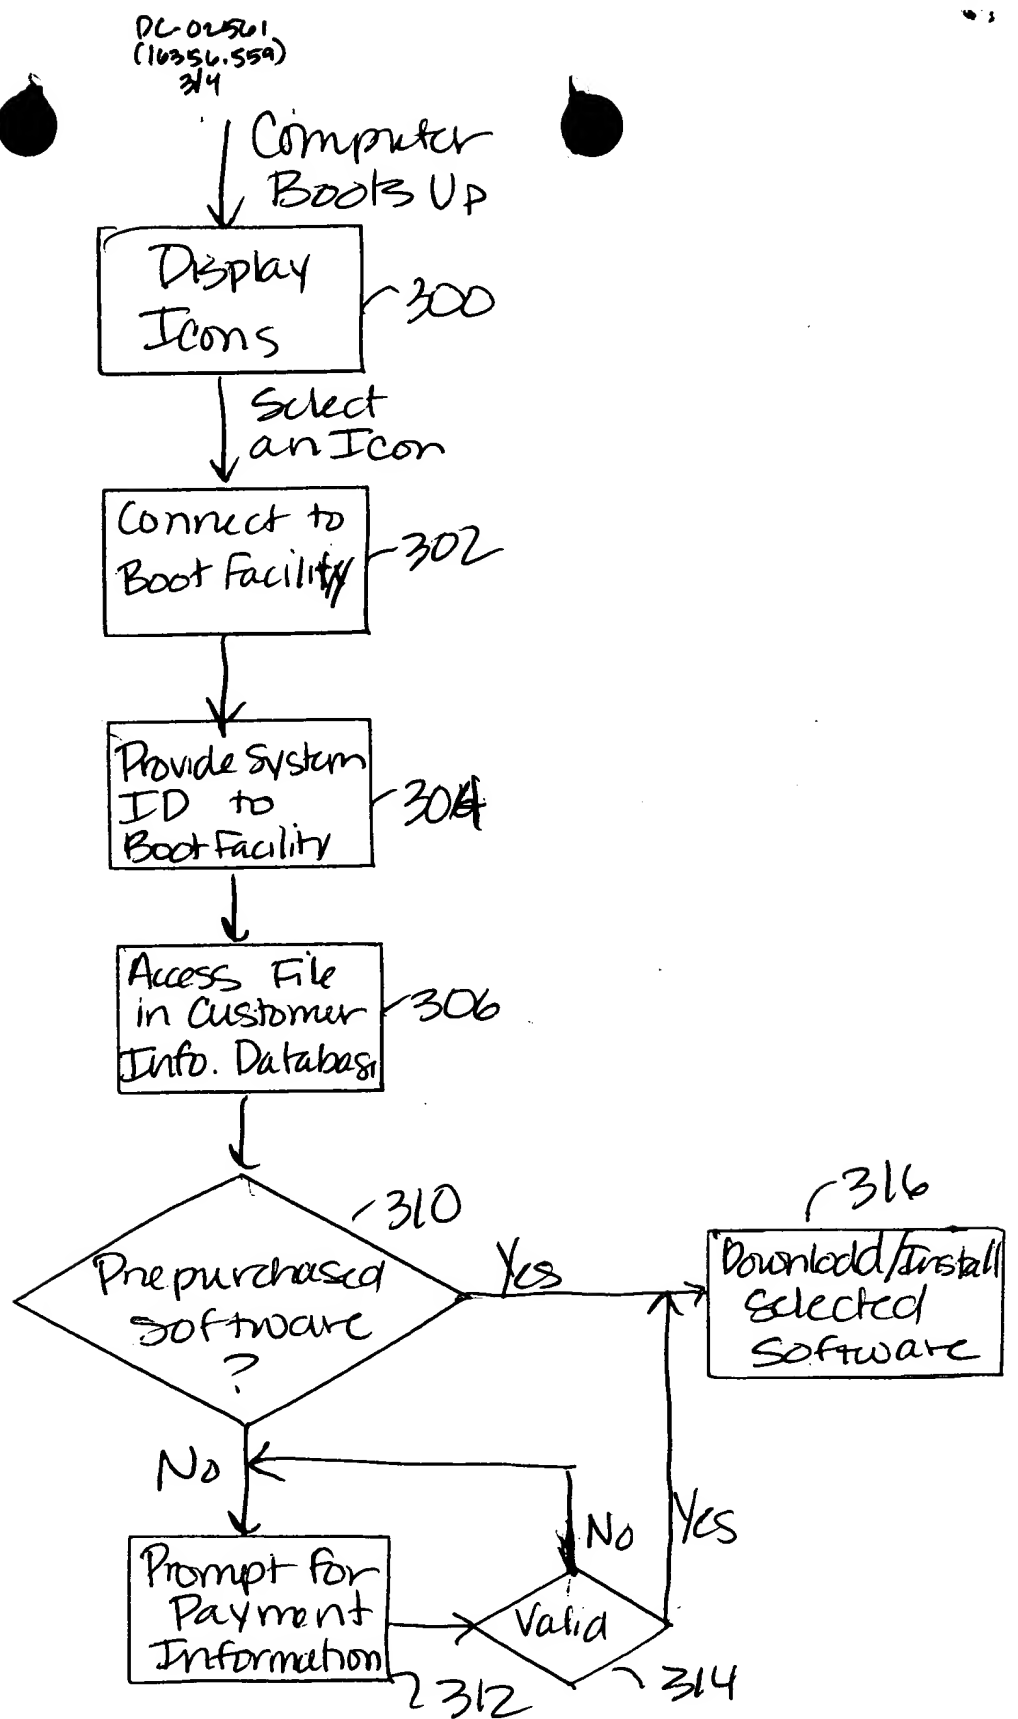 DC-02561
(16356.559)
3/4
Computer
Boots Up
Display
Icons
300
Select
an Icon
Connect to
Boot Facility
302
Provide System
ID to
Boot Facility
304
Access File
in Customer
Info. Databas
306
310
Prepurchased
software
?
Yes
316
Download/Install
selected
software
No
No
Yes
Prompt for
Payment
Information
312
Valid
314